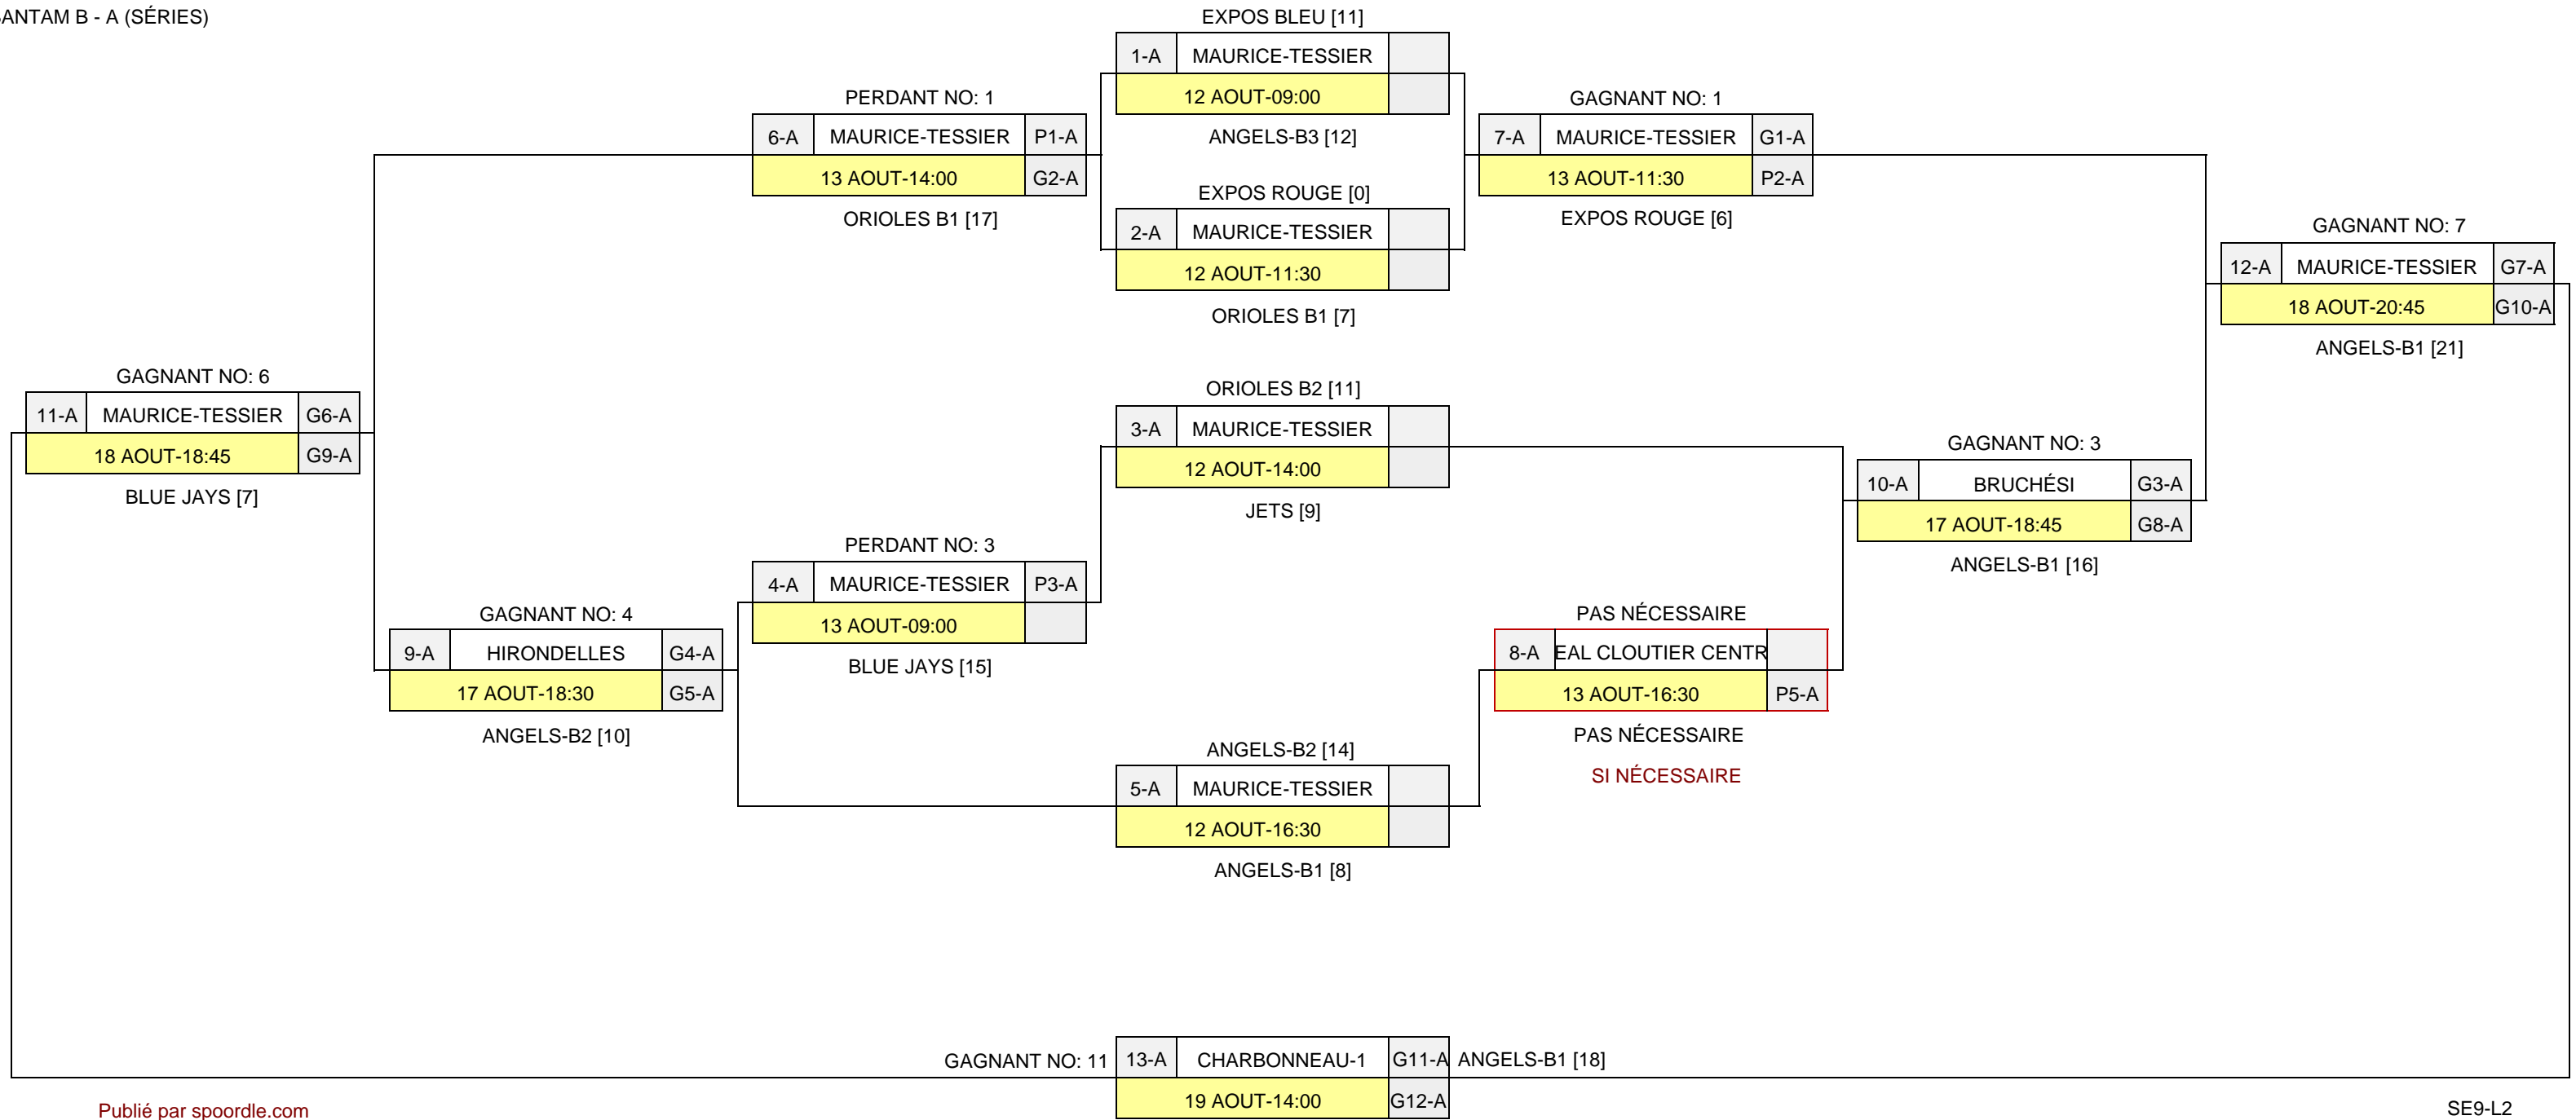 ANTAM B - A (SÉRIES)
EXPOS BLEU [11]
1-A MAURICE-TESSIER
12 AOUT-09:00
ANGELS-B3 [12]
PERDANT NO: 1
6-A MAURICE-TESSIER P1-A
13 AOUT-14:00 G2-A
ORIOLES B1 [17]
GAGNANT NO: 1
7-A MAURICE-TESSIER G1-A
13 AOUT-11:30 P2-A
EXPOS ROUGE [6]
EXPOS ROUGE [0]
2-A MAURICE-TESSIER
12 AOUT-11:30
ORIOLES B1 [7]
GAGNANT NO: 7
12-A MAURICE-TESSIER G7-A
18 AOUT-20:45 G10-A
ANGELS-B1 [21]
GAGNANT NO: 6
11-A MAURICE-TESSIER G6-A
18 AOUT-18:45 G9-A
BLUE JAYS [7]
ORIOLES B2 [11]
3-A MAURICE-TESSIER
12 AOUT-14:00
JETS [9]
GAGNANT NO: 3
10-A BRUCHÉSI G3-A
17 AOUT-18:45 G8-A
ANGELS-B1 [16]
PERDANT NO: 3
4-A MAURICE-TESSIER P3-A
13 AOUT-09:00
BLUE JAYS [15]
GAGNANT NO: 4
9-A HIRONDELLES G4-A
17 AOUT-18:30 G5-A
ANGELS-B2 [10]
PAS NÉCESSAIRE
8-A EAL CLOUTIER CENTR
13 AOUT-16:30 P5-A
PAS NÉCESSAIRE
SI NÉCESSAIRE
ANGELS-B2 [14]
5-A MAURICE-TESSIER
12 AOUT-16:30
ANGELS-B1 [8]
GAGNANT NO: 11 13-A CHARBONNEAU-1 G11-A ANGELS-B1 [18]
19 AOUT-14:00 G12-A
Publié par spoordle.com
SE9-L2